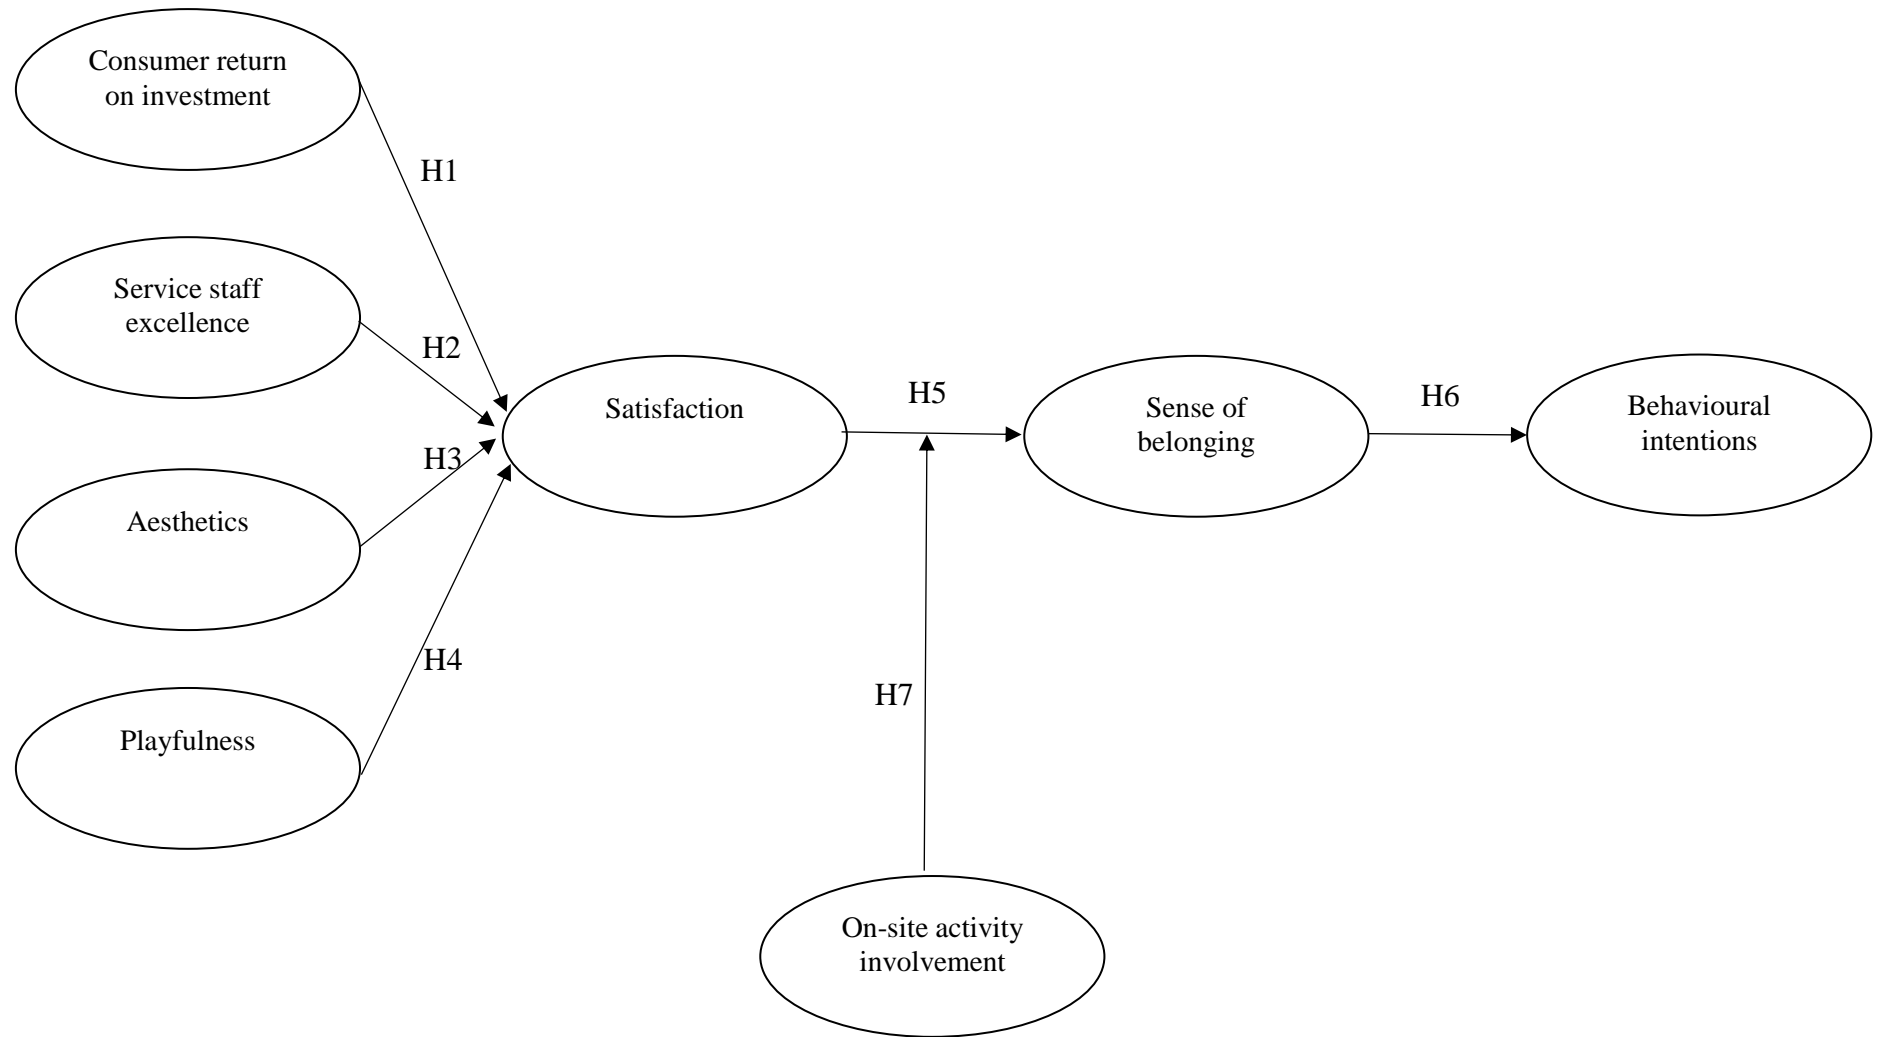 Consumer return
on investment
H1
Service staff
excellence
H2
Satisfaction
H5
Sense of
belonging
H6
Behavioural
intentions
H3
Aesthetics
H4
Playfulness
H7
On-site activity
involvement